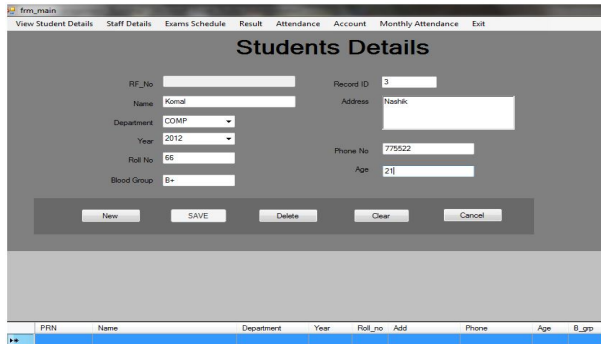 frm_main
View Student Details Staff Details Exams Schedule Result Attendance Account Monthly Attendance Exit
Students Details
RF_No
Record ID 3
Name Komal
Address Nashik
Department COMP
Year 2012
Phone No 775522
Roll No 66
Age 21
Blood Group B+
New SAVE Delete Clear Cancel
PRN Name Department Year Roll_no Add Phone Age B_grp